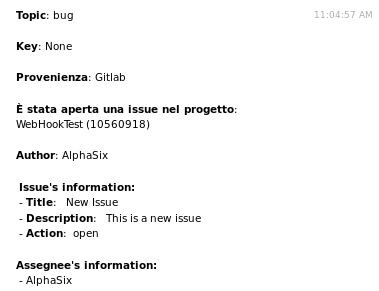 Topic: bug
11:04:57 AM
Key: None
Provenienza: Gitlab
È stata aperta una issue nel progetto:
WebHookTest (10560918)
Author: AlphaSix
Issue's information:
- Title: New Issue
- Description: This is a new issue
- Action: open
Assegnee's information:
- AlphaSix